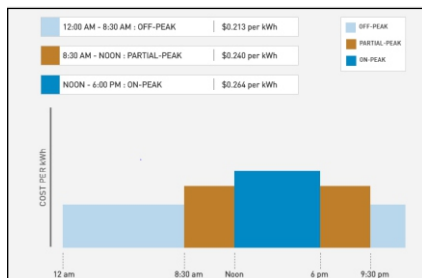 12:00 AM - 8:30 AM : OFF-PEAK $0.213 per kWh
8:30 AM - NOON : PARTIAL-PEAK $0.240 per kWh
NOON - 6:00 PM : ON-PEAK $0.264 per kWh
OFF-PEAK
PARTIAL-PEAK
ON-PEAK
COST PER kWh
12 am 8:30 am Noon 6 pm 9:30 pm